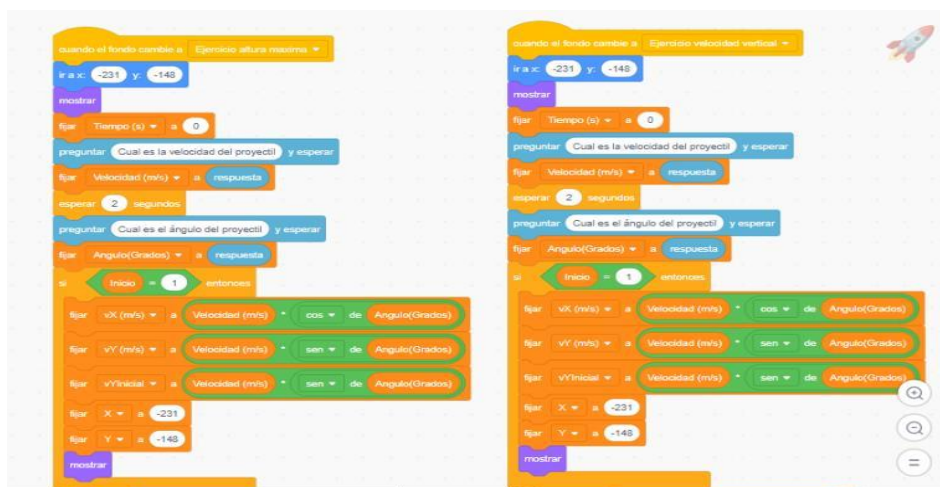 cuando el fondo cambie a Ejercicio altura maxima
ir a x: -231 y: -148
mostrar
fijar Tiempo (s) a 0
preguntar Cual es la velocidad del proyectil y esperar
fijar Velocidad (m/s) a respuesta
esperar 2 segundos
preguntar Cual es el ángulo del proyectil y esperar
fijar Angulo(Grados) a respuesta
si Inicio = 1 entonces
fijar vX (m/s) a Velocidad (m/s) * cos de Angulo(Grados)
fijar vY (m/s) a Velocidad (m/s) * sen de Angulo(Grados)
fijar vYInicial a Velocidad (m/s) * sen de Angulo(Grados)
fijar X a -231
fijar Y a -148
mostrar
cuando el fondo cambie a Ejercicio velocidad vertical
ir a x: -231 y: -148
mostrar
fijar Tiempo (s) a 0
preguntar Cual es la velocidad del proyectil y esperar
fijar Velocidad (m/s) a respuesta
esperar 2 segundos
preguntar Cual es el ángulo del proyectil y esperar
fijar Angulo(Grados) a respuesta
si Inicio = 1 entonces
fijar vX (m/s) a Velocidad (m/s) * cos de Angulo(Grados)
fijar vY (m/s) a Velocidad (m/s) * sen de Angulo(Grados)
fijar vYInicial a Velocidad (m/s) * sen de Angulo(Grados)
fijar X a -231
fijar Y a -148
mostrar